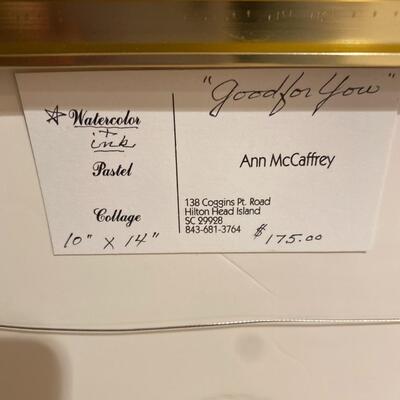 "Good for You"
☆ Watercolor
+
ink
Pastel
Collage
10" x 14"
Ann McCaffrey
138 Coggins Pt. Road
Hilton Head Island
SC 29928
843-681-3764
$175.00